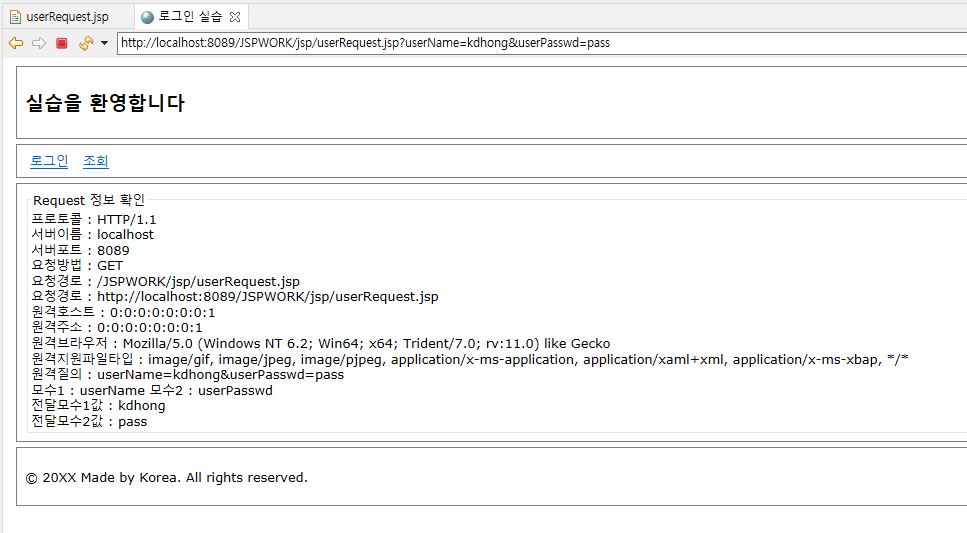 userRequest.jsp 로그인 실습
http://localhost:8089/JSPWORK/jsp/userRequest.jsp?userName=kdhong&userPasswd=pass
실습을 환영합니다
로그인 조회
Request 정보 확인
프로토콜 : HTTP/1.1
서버이름 : localhost
서버포트 : 8089
요청방법 : GET
요청경로 : /JSPWORK/jsp/userRequest.jsp
요청경로 : http://localhost:8089/JSPWORK/jsp/userRequest.jsp
원격호스트 : 0:0:0:0:0:0:0:1
원격주소 : 0:0:0:0:0:0:0:1
원격브라우저 : Mozilla/5.0 (Windows NT 6.2; Win64; x64; Trident/7.0; rv:11.0) like Gecko
원격지원파일타입 : image/gif, image/jpeg, image/pjpeg, application/x-ms-application, application/xaml+xml, application/x-ms-xbap, */*
원격질의 : userName=kdhong&userPasswd=pass
모수1 : userName 모수2 : userPasswd
전달모수1값 : kdhong
전달모수2값 : pass
© 20XX Made by Korea. All rights reserved.